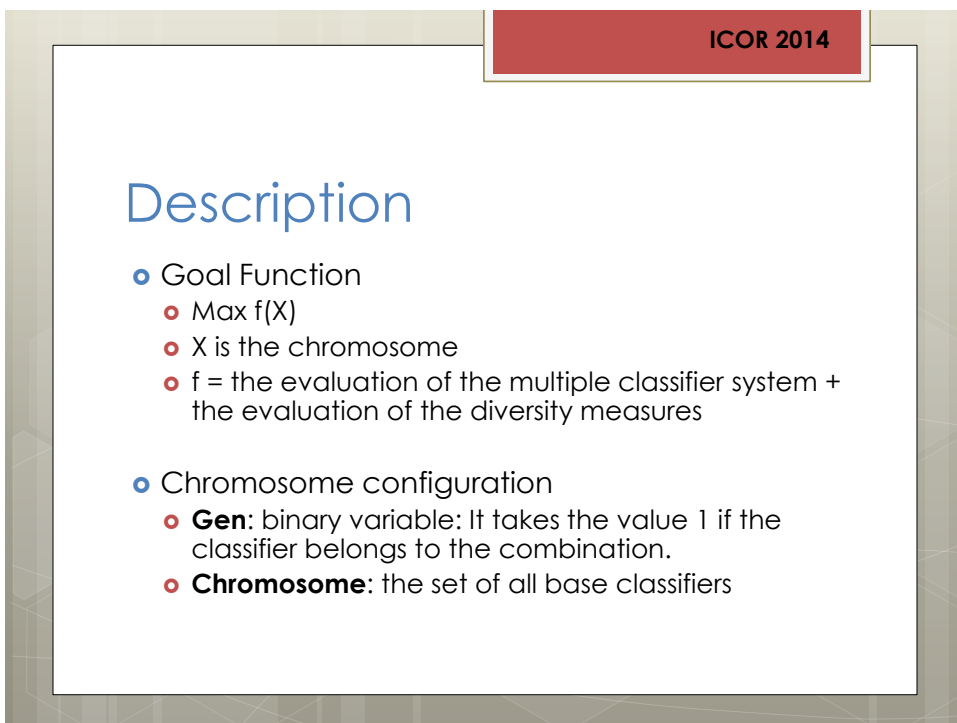 ICOR 2014
Description
Goal Function
Max f(X)
X is the chromosome
f = the evaluation of the multiple classifier system +
the evaluation of the diversity measures
Chromosome configuration
Gen: binary variable: It takes the value 1 if the
classifier belongs to the combination.
Chromosome: the set of all base classifiers